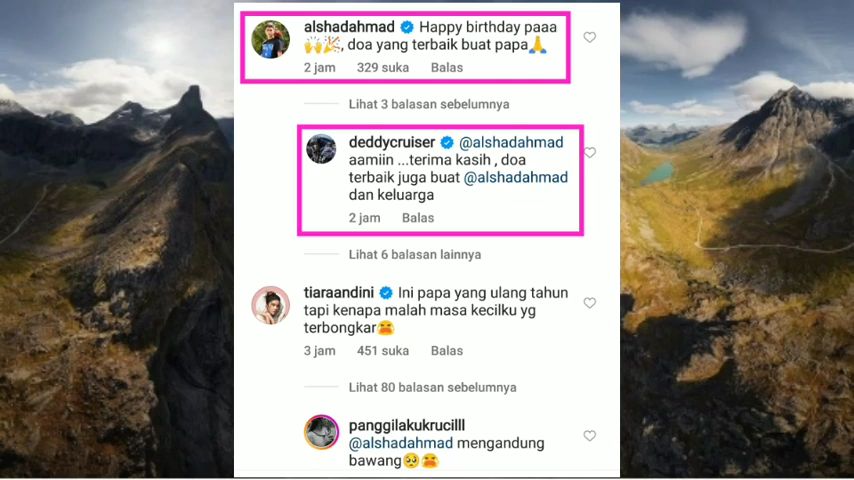 alshadahmad Happy birthday paaa
🙌🎉, doa yang terbaik buat papa🙏
2 jam 329 suka Balas
Lihat 3 balasan sebelumnya
deddycruiser @alshadahmad
aamiin ...terima kasih , doa
terbaik juga buat @alshadahmad
dan keluarga
2 jam Balas
Lihat 6 balasan lainnya
tiaraandini Ini papa yang ulang tahun
tapi kenapa malah masa kecilku yg
terbongkar😫
3 jam 451 suka Balas
Lihat 80 balasan sebelumnya
panggilakukrucilll
@alshadahmad mengandung
bawang🥺😫